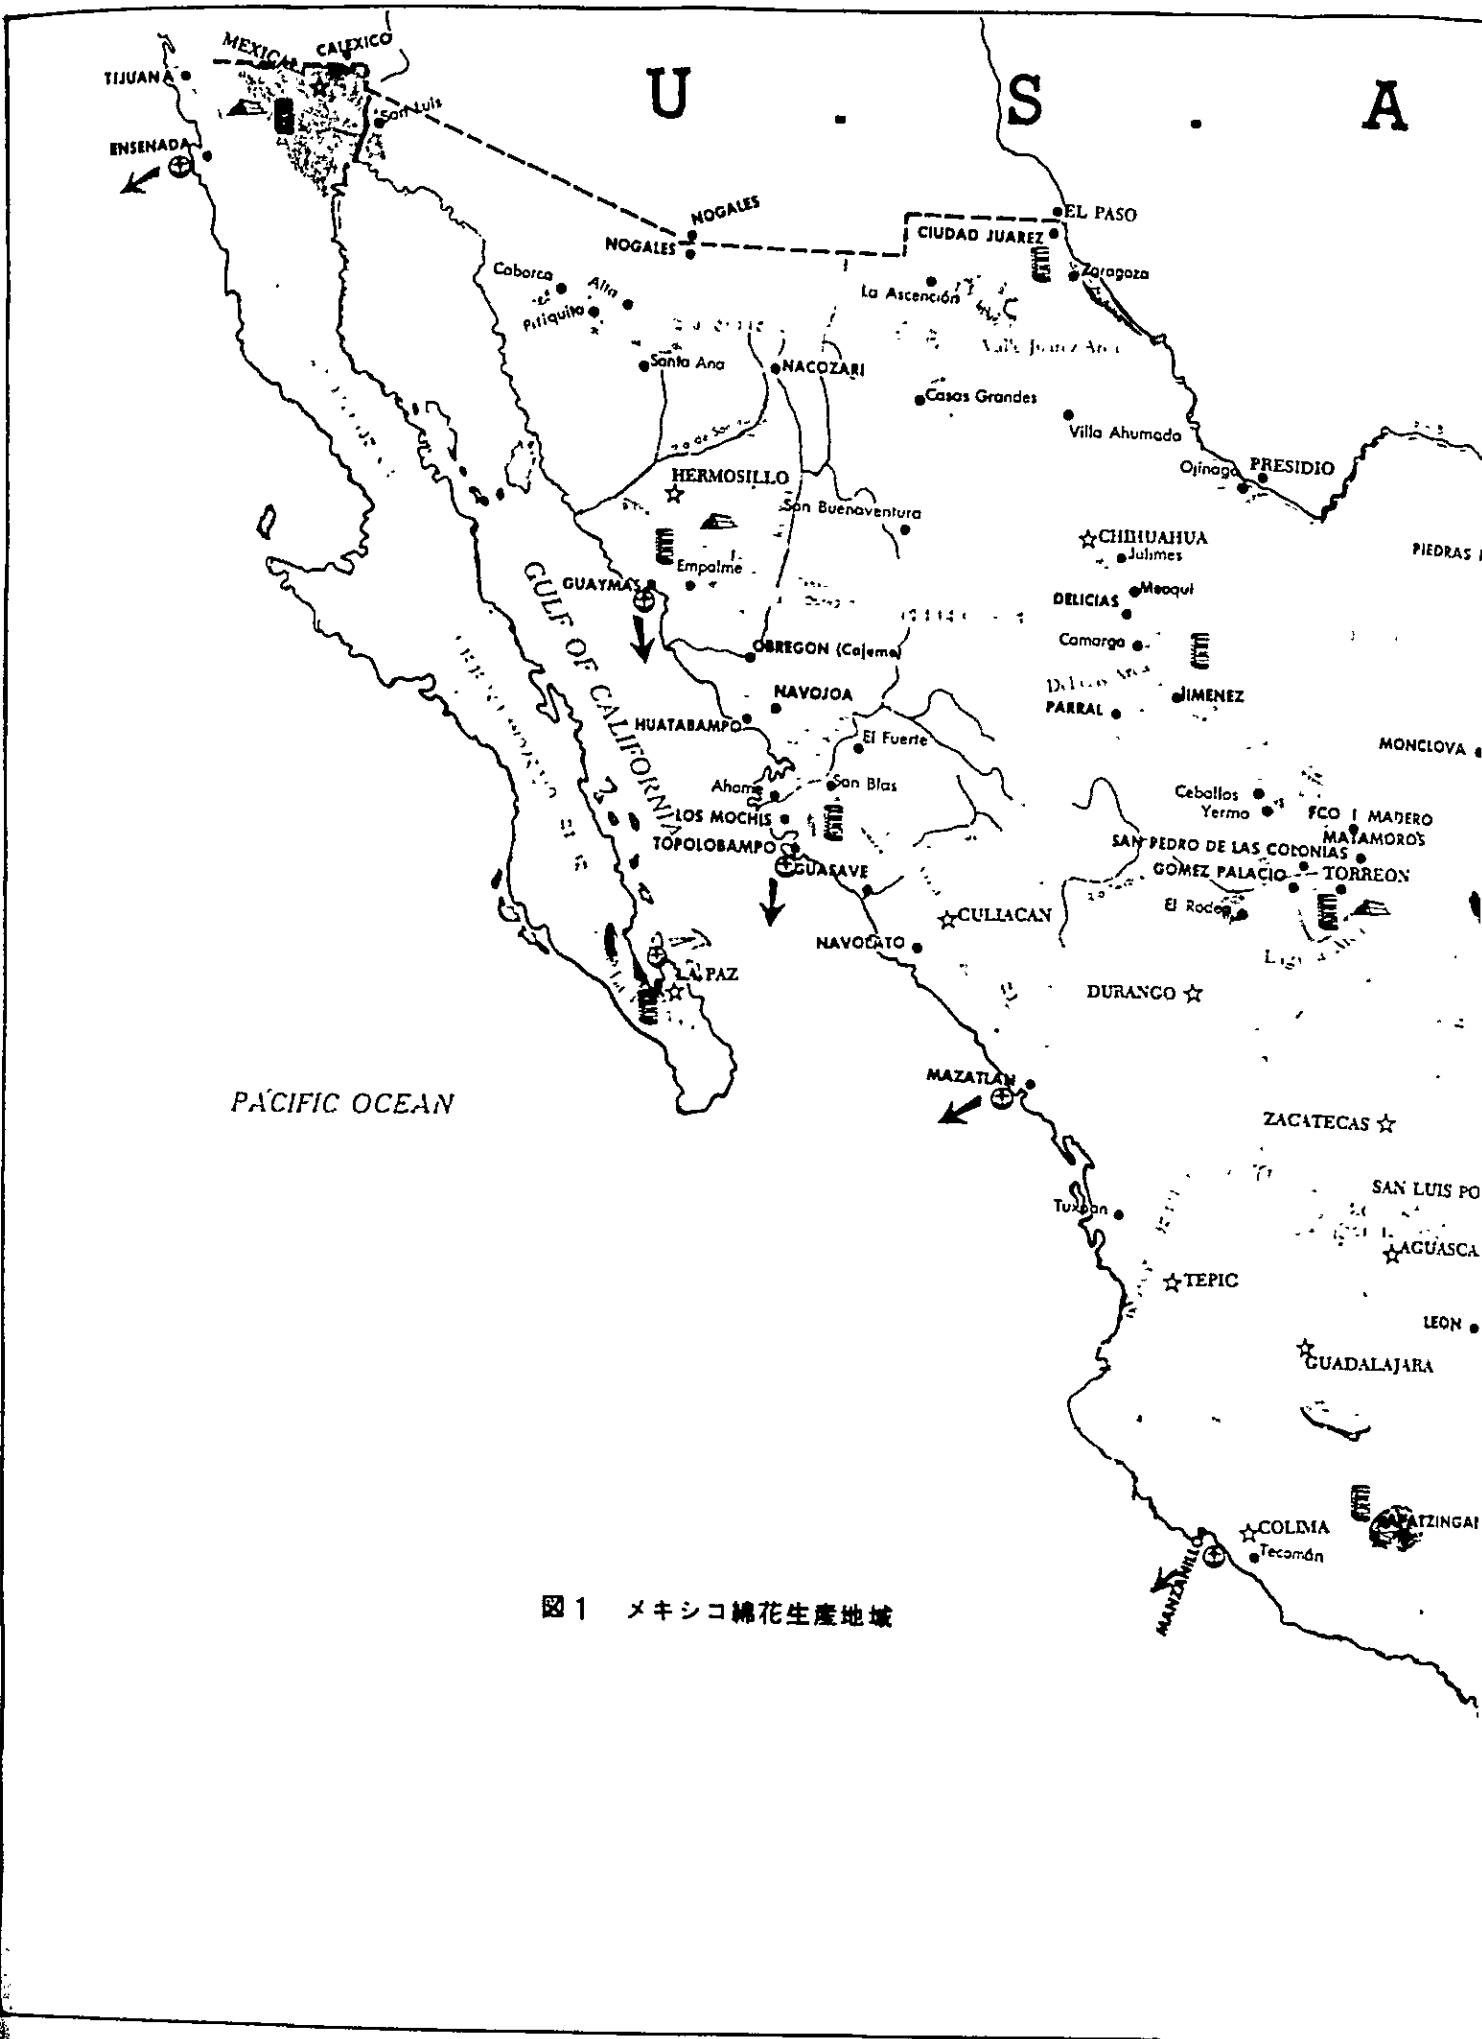 U . S . A
CALEXICO
TIJUANA
San Luis
ENSENADA
NOGALES
NOGALES
EL PASO
CIUDAD JUAREZ
Zaragoza
Caborca
Alta
La Ascención
Pitiquito
Santa Ana
NACOZARI
Casas Grandes
Villa Ahumada
Ojinaga
PRESIDIO
HERMOSILLO
San Buenaventura
CHIHUAHUA
Julimes
PIEDRAS
Empalme
GUAYMAS
Meoqui
DELICIAS
GULF OF CALIFORNIA
Camargo
OBREGON (Cajeme)
NAVOJOA
JIMENEZ
PARRAL
HUATABAMPO
El Fuerte
MONCLOVA
Ahome
San Blas
Ceballos
Yermo
FCO I MADERO
LOS MOCHIS
MATAMOROS
TOPOLOBAMPO
SAN PEDRO DE LAS COLONIAS
GUASAVE
GOMEZ PALACIO
TORREON
El Rodeo
CULIACAN
NAVOLATO
LA PAZ
DURANGO
MAZATLAN
PACIFIC OCEAN
ZACATECAS
SAN LUIS PO
Tuxpan
AGUASCA
TEPIC
LEON
GUADALAJARA
COLIMA
ATZINGAN
Tecomán
MANZANILLO
図1 メキシコ綿花生産地域